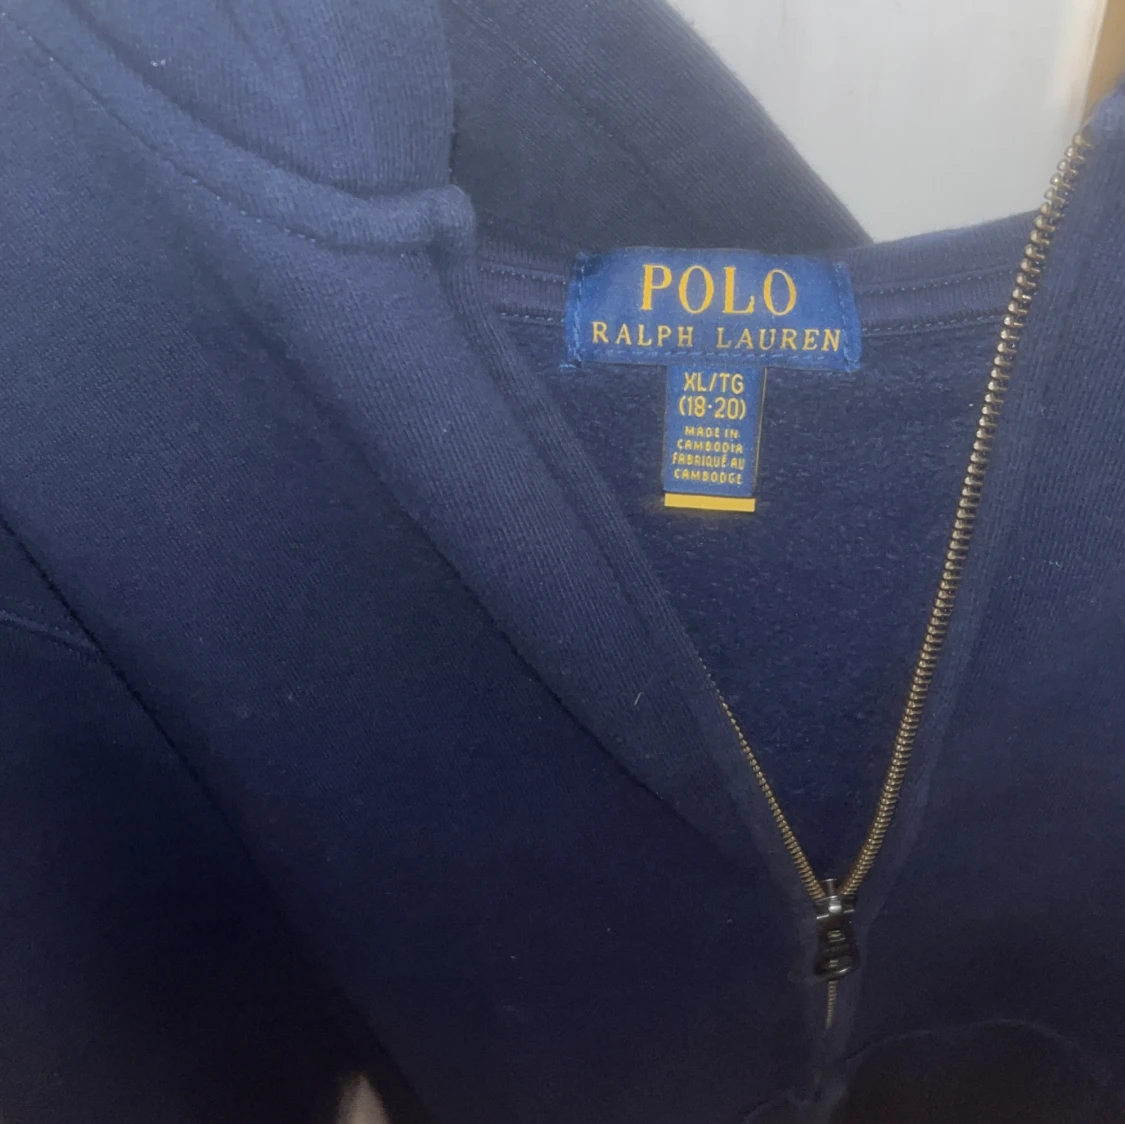 POLO
RALPH LAUREN
XL/TG
(18-20)
MADE IN
CAMBODIA
FABRIQUÉ AU
CAMBODGE